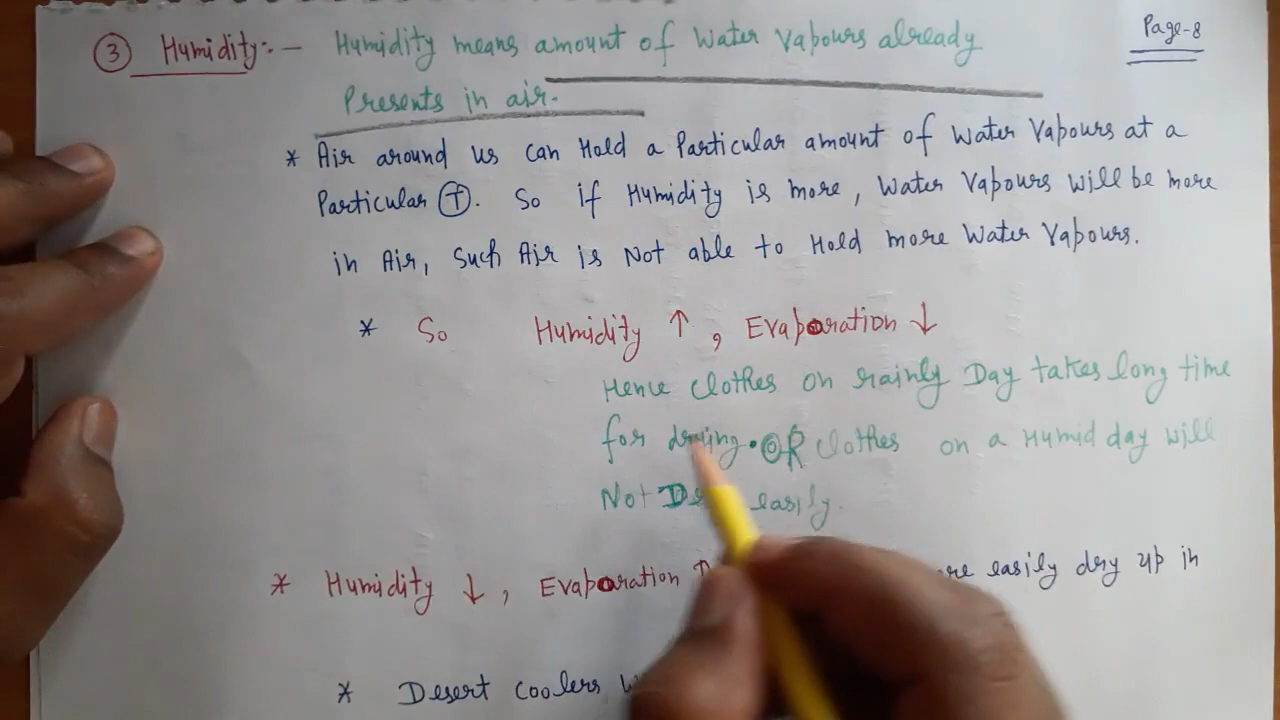 Page-8
③ Humidity:- Humidity means amount of Water Vapours already
Presents in air.
* Air around us can Hold a Particular amount of Water Vapours at a
Particular Ⓣ. So if Humidity is more, Water Vapours will be more
in Air, Such Air is Not able to Hold more Water Vapours.
* So Humidity ↑, Evaporation ↓
Hence Clothes on rainly Day takes long time
for drying. OR Clothes on a Humid day will
Not easily.
* Humidity ↓, Evaporation ↑ easily dry up in
* Desert coolers